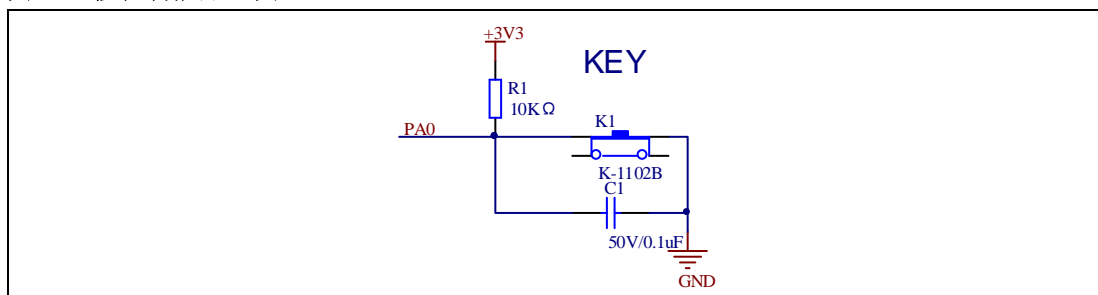 +3V3
KEY
R1
10KΩ
PA0
K1
K-1102B
C1
50V/0.1uF
GND